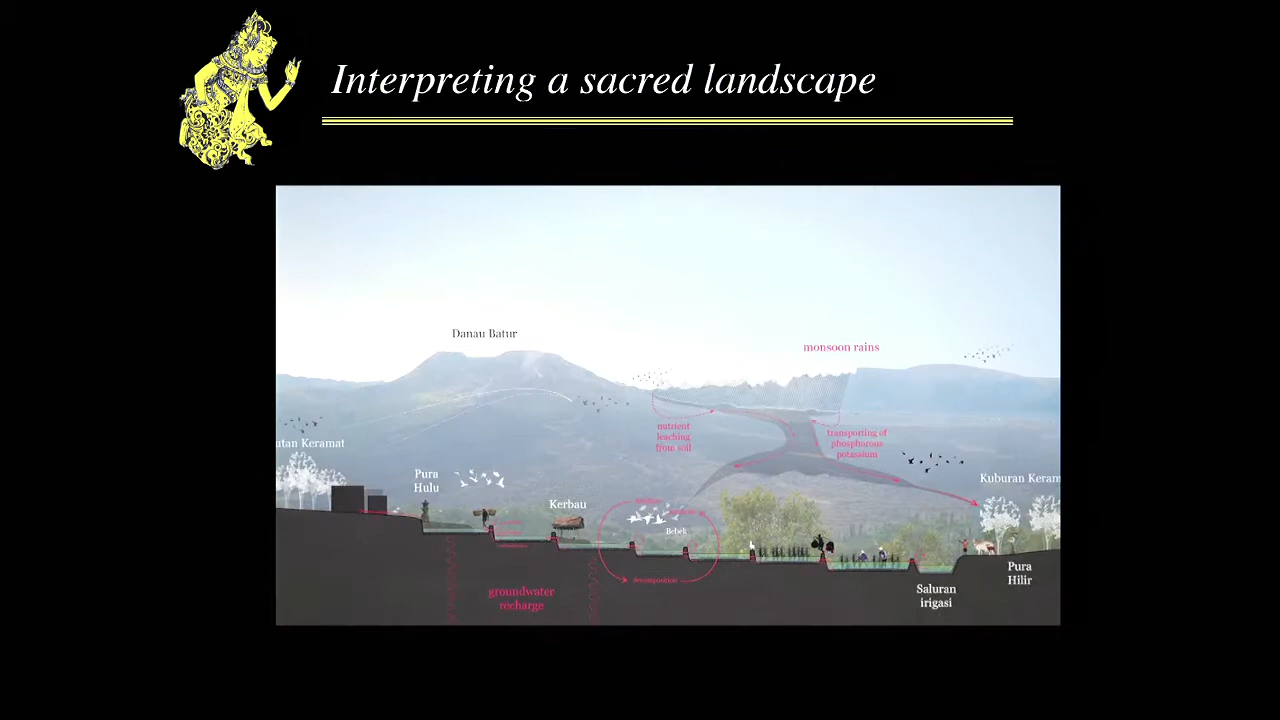 Interpreting a sacred landscape
Danau Batur
monsoon rains
nutrient
leaching
from soil
transporting of
phosphorous
potassium
utan Keramat
Pura
Hulu
Kerbau
Kuburan Keram
Bebek
decomposition
groundwater
recharge
Saluran
irigasi
Pura
Hilir